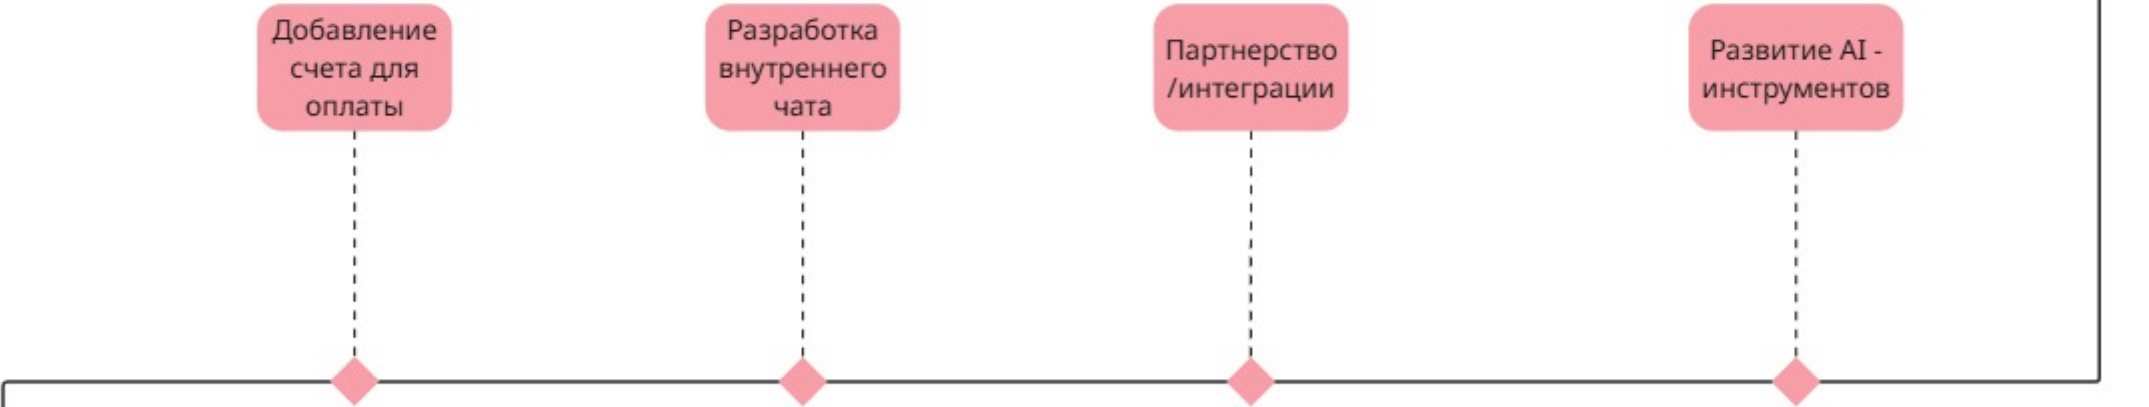 Добавление
счета для
оплаты
Разработка
внутреннего
чата
Партнерство
/интеграции
Развитие AI -
инструментов